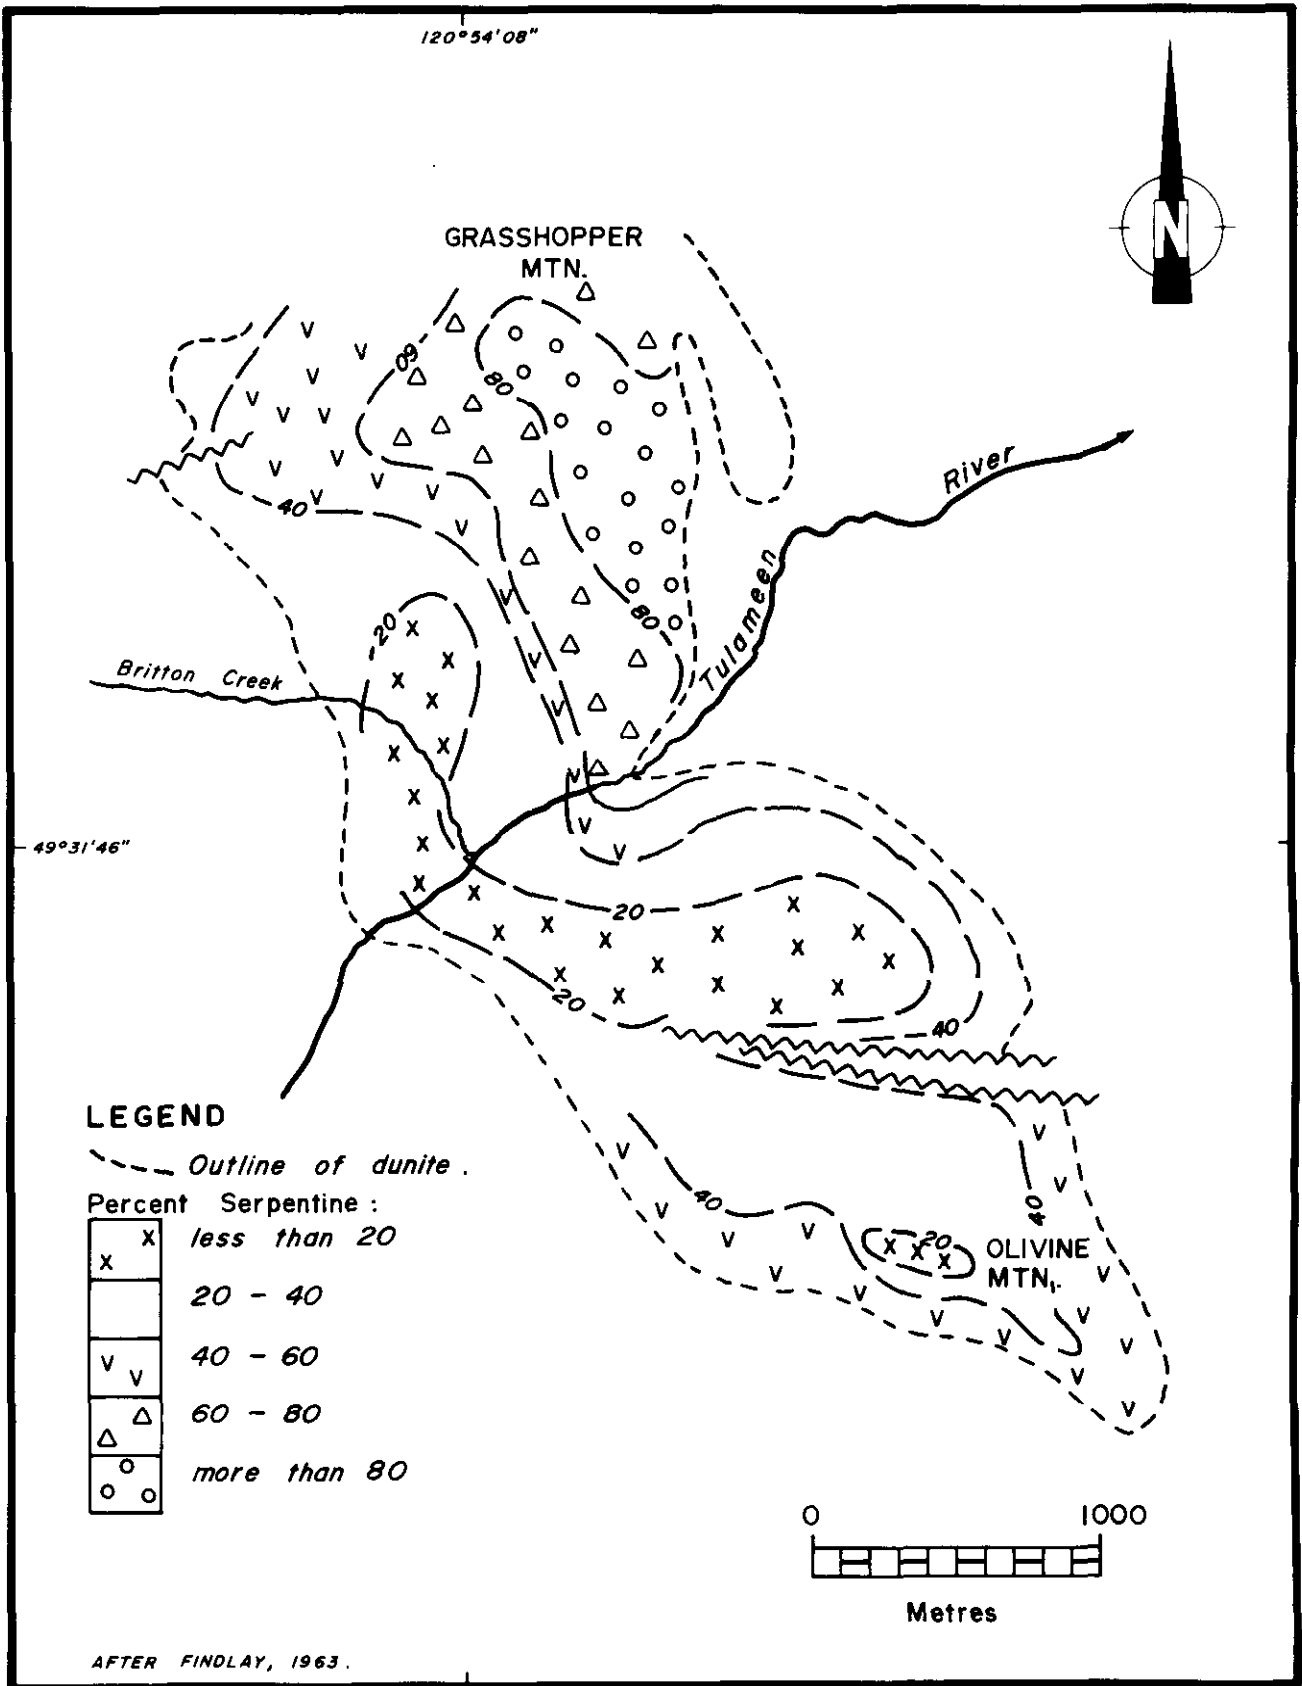 120°54'08"
N
GRASSHOPPER
MTN.
60
80
River
40
80
20
Tulameen
Britton Creek
49°31'46"
20
20
40
LEGEND
Outline of dunite.
40
40
Percent Serpentine:
X
X less than 20
20
OLIVINE
MTN.
20 - 40
40 - 60
60 - 80
more than 80
0 1000
Metres
AFTER FINDLAY, 1963.